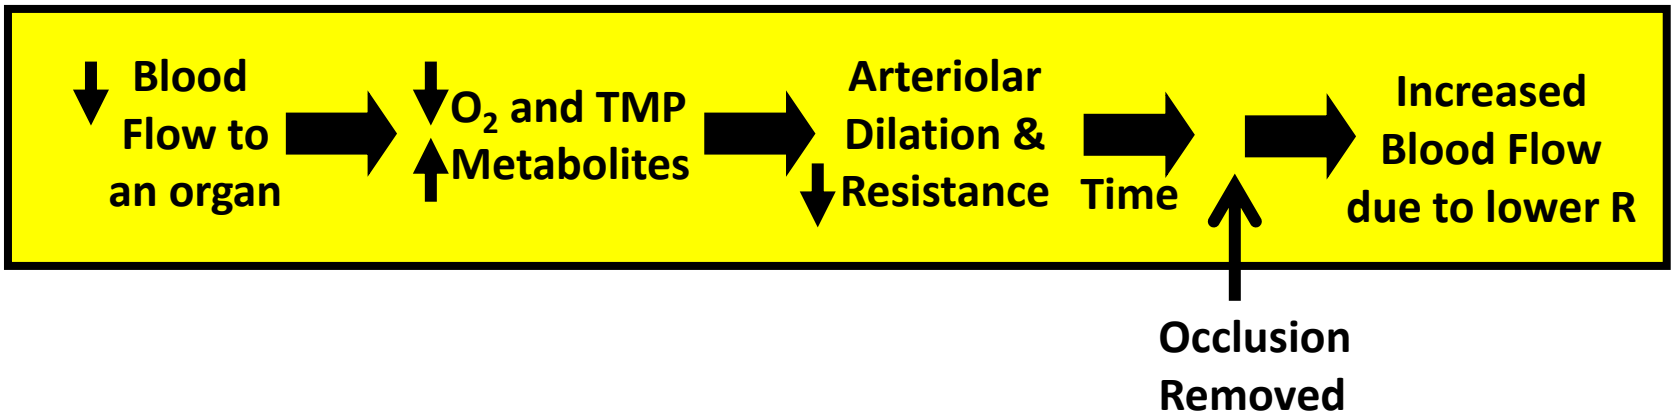 Blood
Flow to
an organ
O₂ and TMP
Metabolites
Arteriolar
Dilation &
Resistance
Time
Increased
Blood Flow
due to lower R
Occlusion
Removed